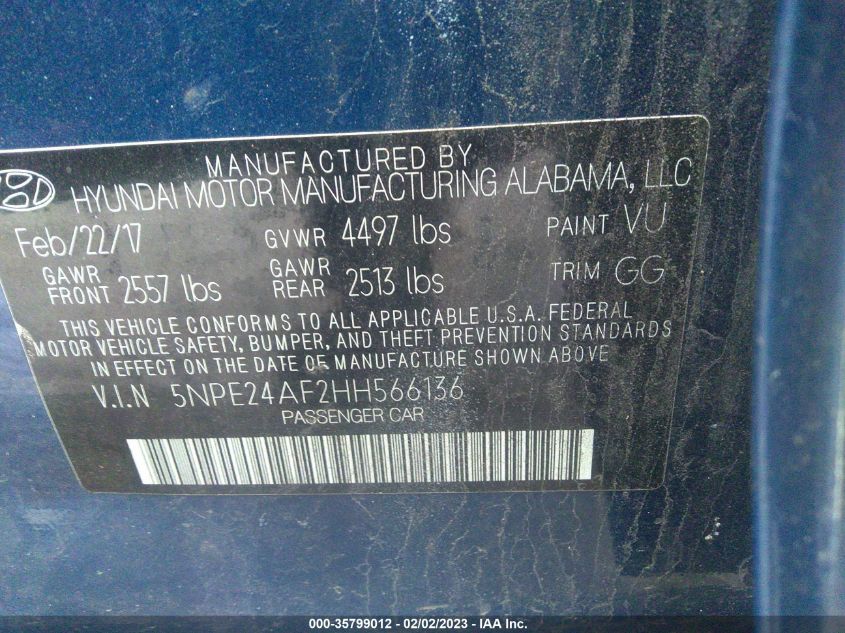 MANUFACTURED BY
HYUNDAI MOTOR MANUFACTURING ALABAMA, LLC
Feb/22/17 GVWR 4497 lbs PAINT VU
GAWR FRONT 2557 lbs GAWR REAR 2513 lbs TRIM GG
THIS VEHICLE CONFORMS TO ALL APPLICABLE U.S.A. FEDERAL
MOTOR VEHICLE SAFETY, BUMPER, AND THEFT PREVENTION STANDARDS
IN EFFECT ON THE DATE OF MANUFACTURE SHOWN ABOVE
V.I.N 5NPE24AF2HH566136
PASSENGER CAR
000-35799012 - 02/02/2023 - IAA Inc.